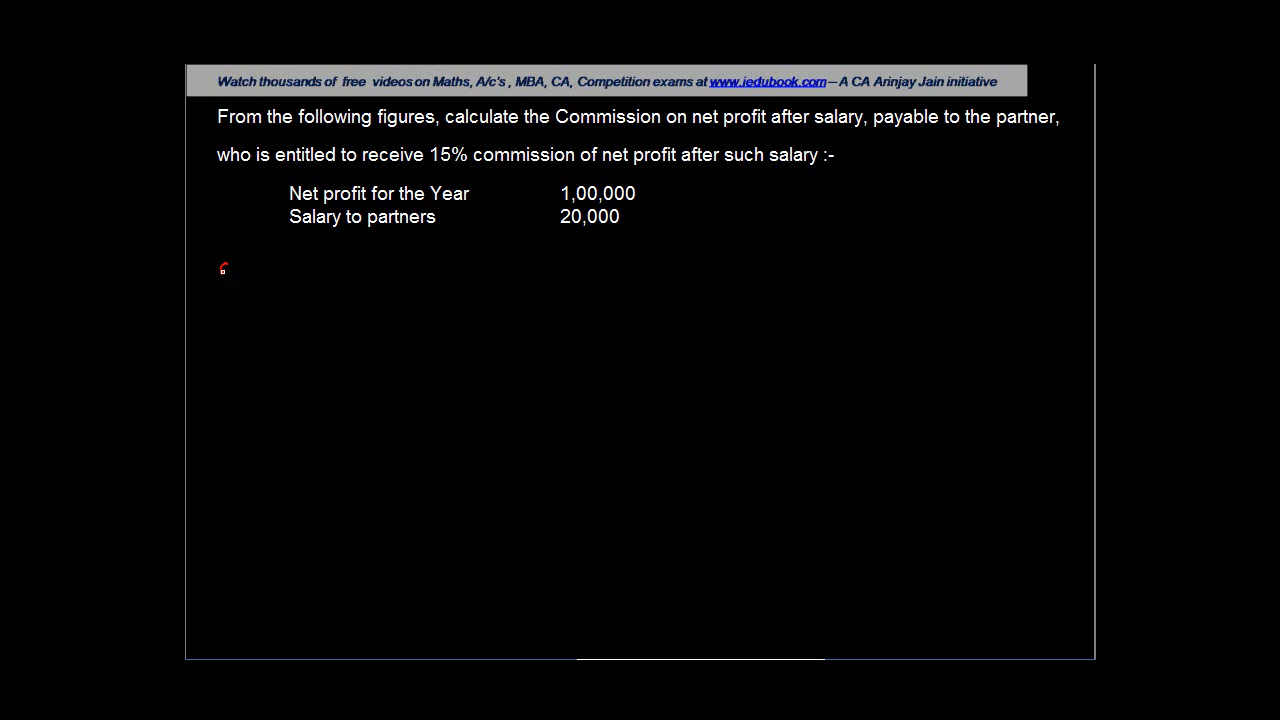 Watch thousands of free videos on Maths, A/c's , MBA, CA, Competition exams at www.iedubook.com – A CA Arinjay Jain initiative
From the following figures, calculate the Commission on net profit after salary, payable to the partner,
who is entitled to receive 15% commission of net profit after such salary :-
Net profit for the Year 1,00,000
Salary to partners 20,000